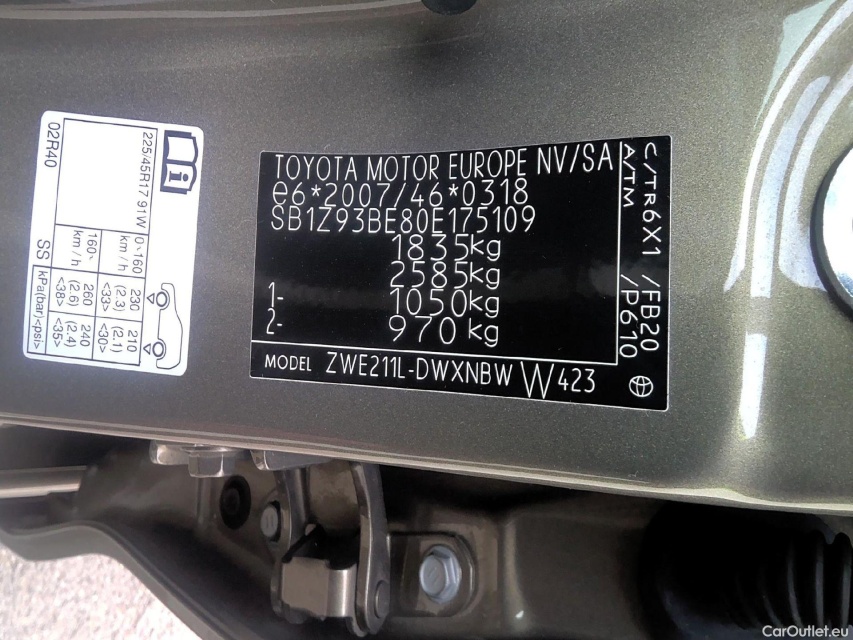 02R40
225/45R17 91W
0-160 km/h
230 (2.3) <33>
210 (2.1) <30>
160- km/h
260 (2.6) <38>
240 (2.4) <35>
SS kPa(bar)<psi>
TOYOTA MOTOR EUROPE NV/SA
e6*2007/46*0318
SB1Z93BE80E175109
1835kg
2585kg
1- 1050kg
2- 970kg
MODEL ZWE211L-DWXNBW W423
C/TR6X1 /FB20
A/TM /P610
CarOutlet.eu